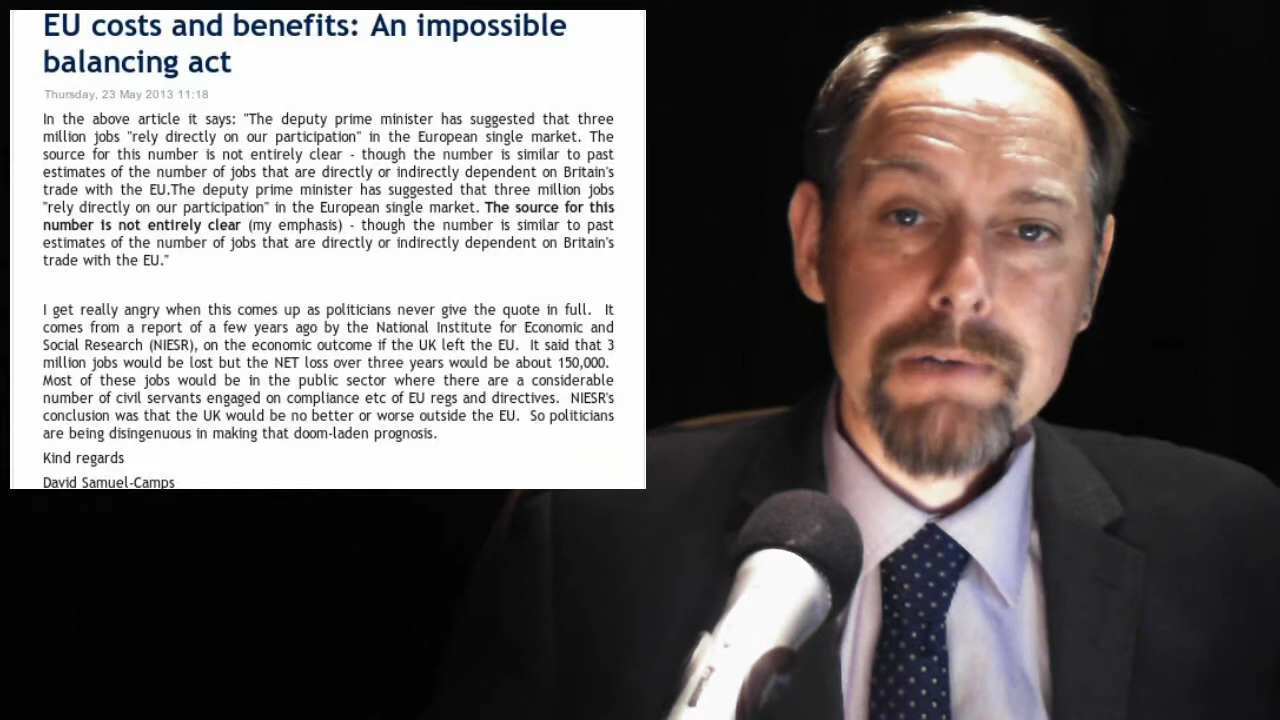 EU costs and benefits: An impossible
balancing act
Thursday, 23 May 2013 11:18
In the above article it says: "The deputy prime minister has suggested that three
million jobs "rely directly on our participation" in the European single market. The
source for this number is not entirely clear - though the number is similar to past
estimates of the number of jobs that are directly or indirectly dependent on Britain's
trade with the EU.The deputy prime minister has suggested that three million jobs
"rely directly on our participation" in the European single market. The source for this
number is not entirely clear (my emphasis) - though the number is similar to past
estimates of the number of jobs that are directly or indirectly dependent on Britain's
trade with the EU."
I get really angry when this comes up as politicians never give the quote in full. It
comes from a report of a few years ago by the National Institute for Economic and
Social Research (NIESR), on the economic outcome if the UK left the EU. It said that 3
million jobs would be lost but the NET loss over three years would be about 150,000.
Most of these jobs would be in the public sector where there are a considerable
number of civil servants engaged on compliance etc of EU regs and directives. NIESR's
conclusion was that the UK would be no better or worse outside the EU. So politicians
are being disingenuous in making that doom-laden prognosis.
Kind regards
David Samuel-Camps